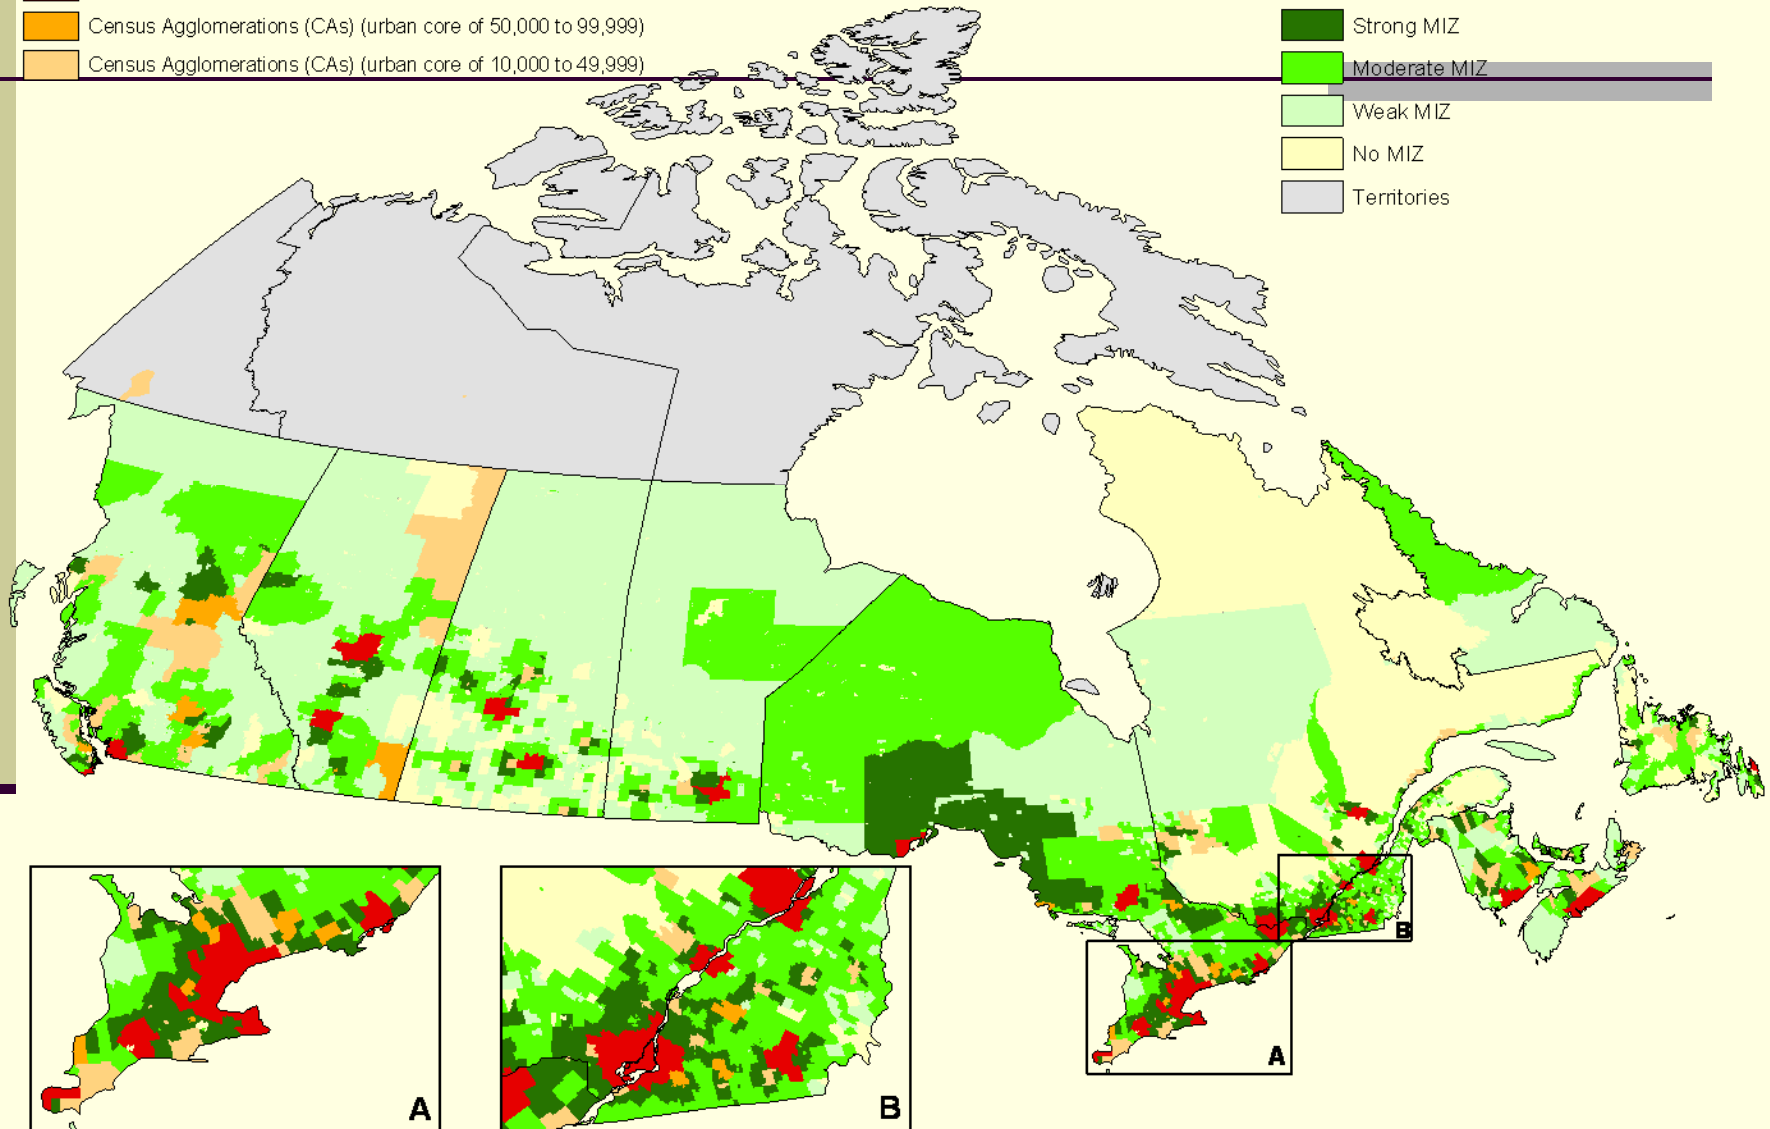 Census Agglomerations (CAs) (urban core of 50,000 to 99,999)
Census Agglomerations (CAs) (urban core of 10,000 to 49,999)
Strong MIZ
Moderate MIZ
Weak MIZ
No MIZ
Territories
B
A
A
B